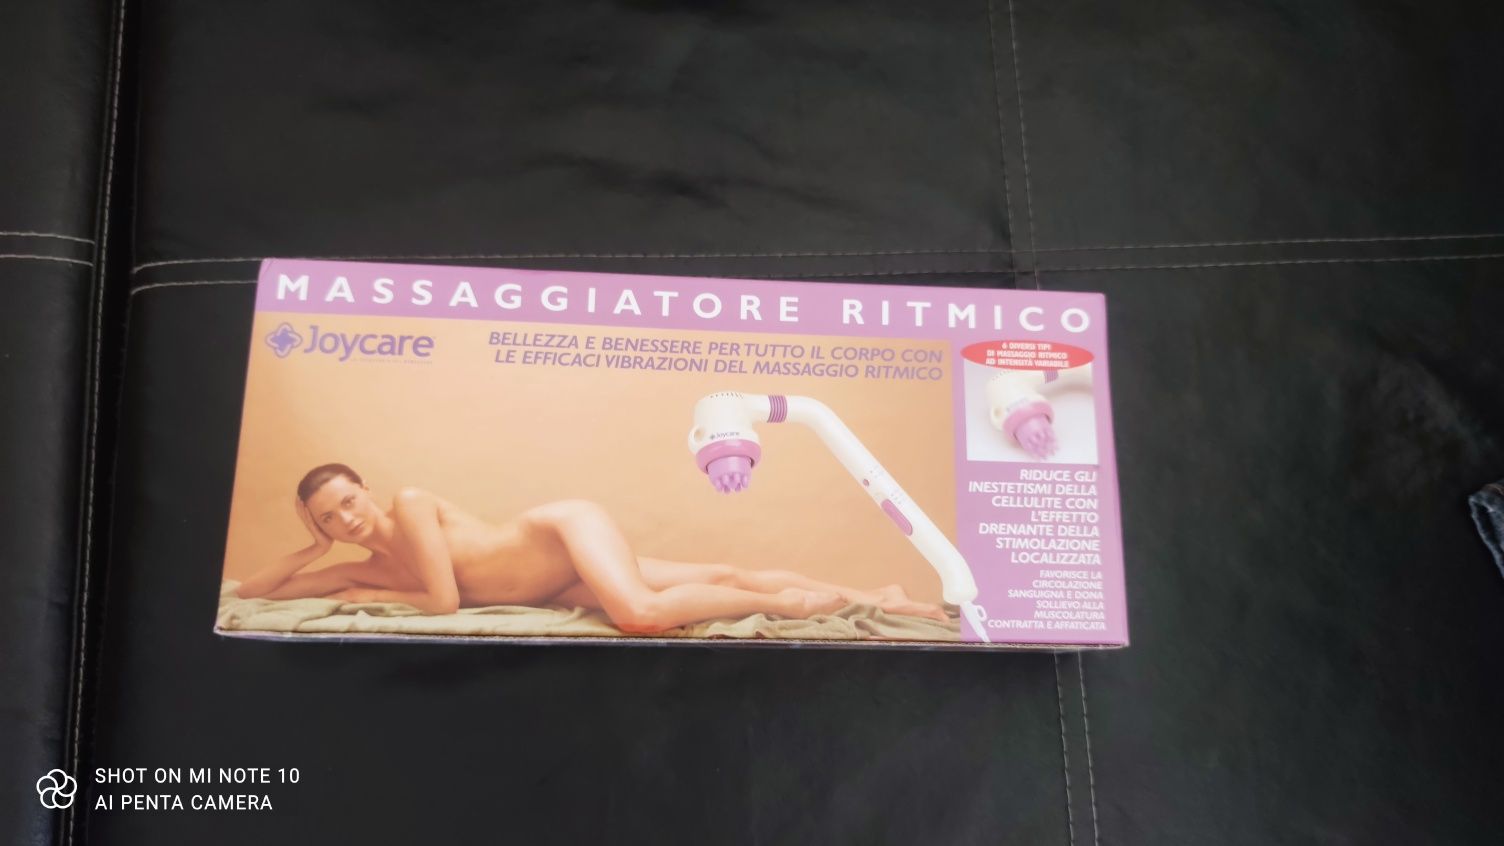 MASSAGGIATORE RITMICO
Joycare
BELLEZZA E BENESSERE PER TUTTO IL CORPO CON
LE EFFICACI VIBRAZIONI DEL MASSAGGIO RITMICO
6 DIVERSI TIPI
DI MASSAGGIO RITMICO
AD INTENSITÀ VARIABILE
Joycare
RIDUCE GLI
INESTETISMI DELLA
CELLULITE CON
L'EFFETTO
DRENANTE DELLA
STIMOLAZIONE
LOCALIZZATA
FAVORISCE LA
CIRCOLAZIONE
SANGUIGNA E DONA
SOLLIEVO ALLA
MUSCOLATURA
CONTRATTA E AFFATICATA
SHOT ON MI NOTE 10
AI PENTA CAMERA